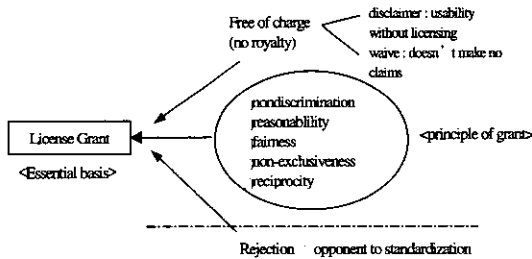 Free of charge
(no royalty)
disclaimer : usability
without licensing
waive : doesn't make no
claims
nondiscrimination
reasonablility
fairness
non-exclusiveness
reciprocity
<principle of grant>
License Grant
<Essential basis>
Rejection opponent to standardization